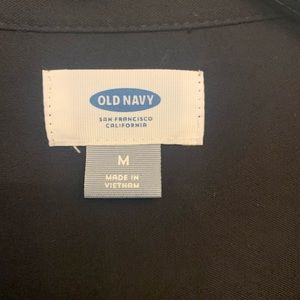 OLD NAVY
SAN FRANCISCO
CALIFORNIA
M
MADE IN
VIETNAM